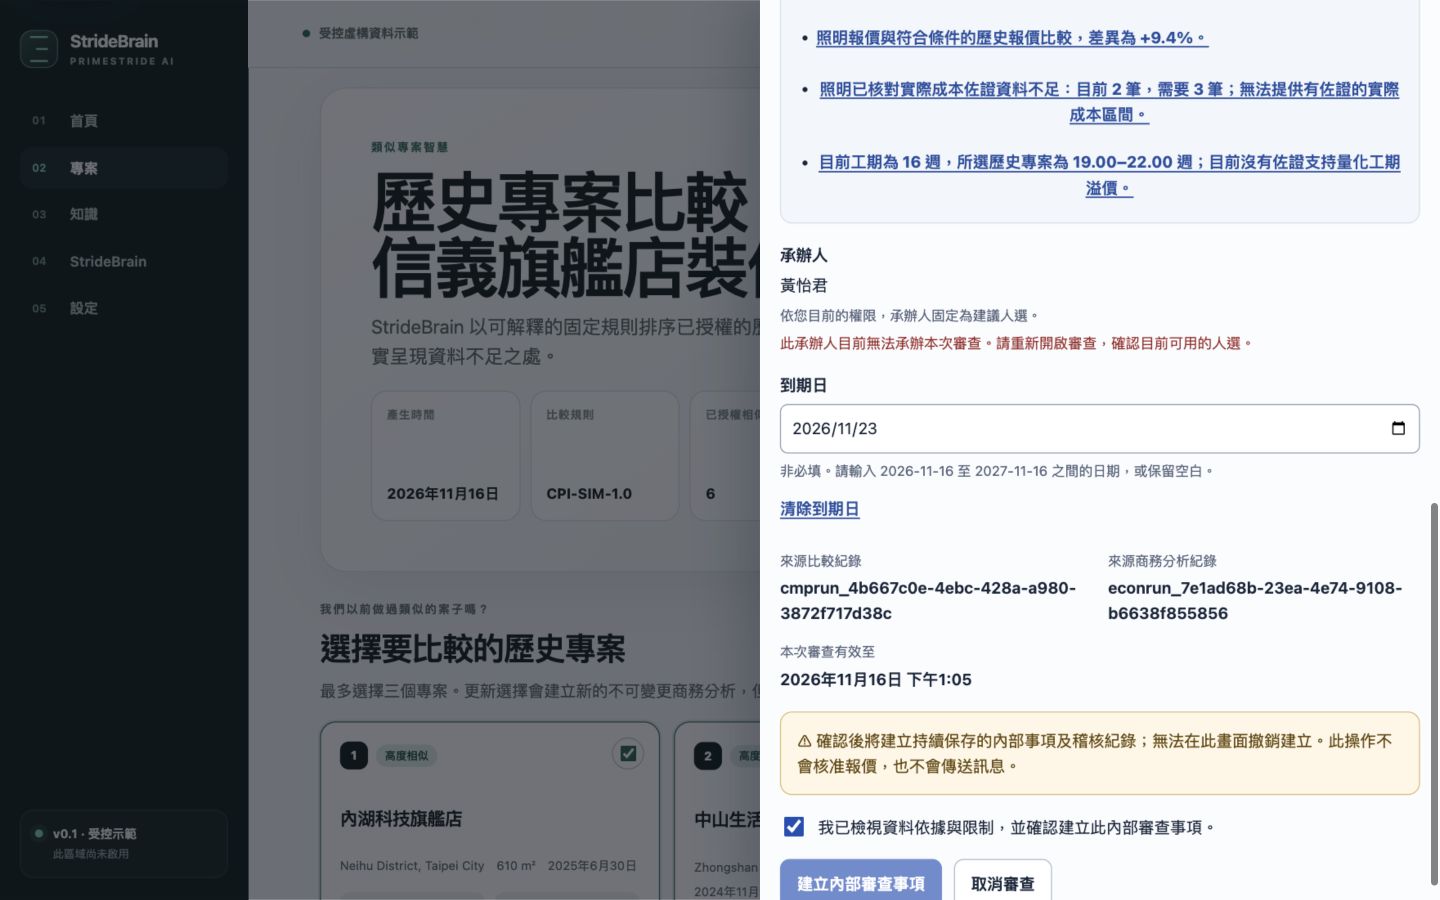 StrideBrain
PRIMESTRIDE AI
01 首頁
02 專案
03 知識
04 StrideBrain
05 設定
v0.1 · 受控示範
此區域尚未啟用
受控虛構資料示範
類似專案智慧
歷史專案比較
信義旗艦店裝修
StrideBrain 以可解釋的固定規則排序已授權的歷
實呈現資料不足之處。
產生時間
2026年11月16日
比較規則
CPI-SIM-1.0
已授權相似
6
我們以前做過類似的案子嗎？
選擇要比較的歷史專案
最多選擇三個專案。更新選擇會建立新的不可變更商務分析，但
1 高度相似
內湖科技旗艦店
Neihu District, Taipei City 610 m² 2025年6月30日
2 高度
中山生活
Zhongshan
2024年11月
• 照明報價與符合條件的歷史報價比較，差異為 +9.4%。
• 照明已核對實際成本佐證資料不足：目前 2 筆，需要 3 筆；無法提供有佐證的實際
成本區間。
• 目前工期為 16 週，所選歷史專案為 19.00–22.00 週；目前沒有佐證支持量化工期
溢價。
承辦人
黃怡君
依您目前的權限，承辦人固定為建議人選。
此承辦人目前無法承辦本次審查。請重新開啟審查，確認目前可用的人選。
到期日
2026/11/23
非必填。請輸入 2026-11-16 至 2027-11-16 之間的日期，或保留空白。
清除到期日
來源比較紀錄
cmprun_4b667c0e-4ebc-428a-a980-
3872f717d38c
來源商務分析紀錄
econrun_7e1ad68b-23ea-4e74-9108-
b6638f855856
本次審查有效至
2026年11月16日 下午1:05
⚠ 確認後將建立持續保存的內部事項及稽核紀錄；無法在此畫面撤銷建立。此操作不
會核准報價，也不會傳送訊息。
我已檢視資料依據與限制，並確認建立此內部審查事項。
建立內部審查事項
取消審查